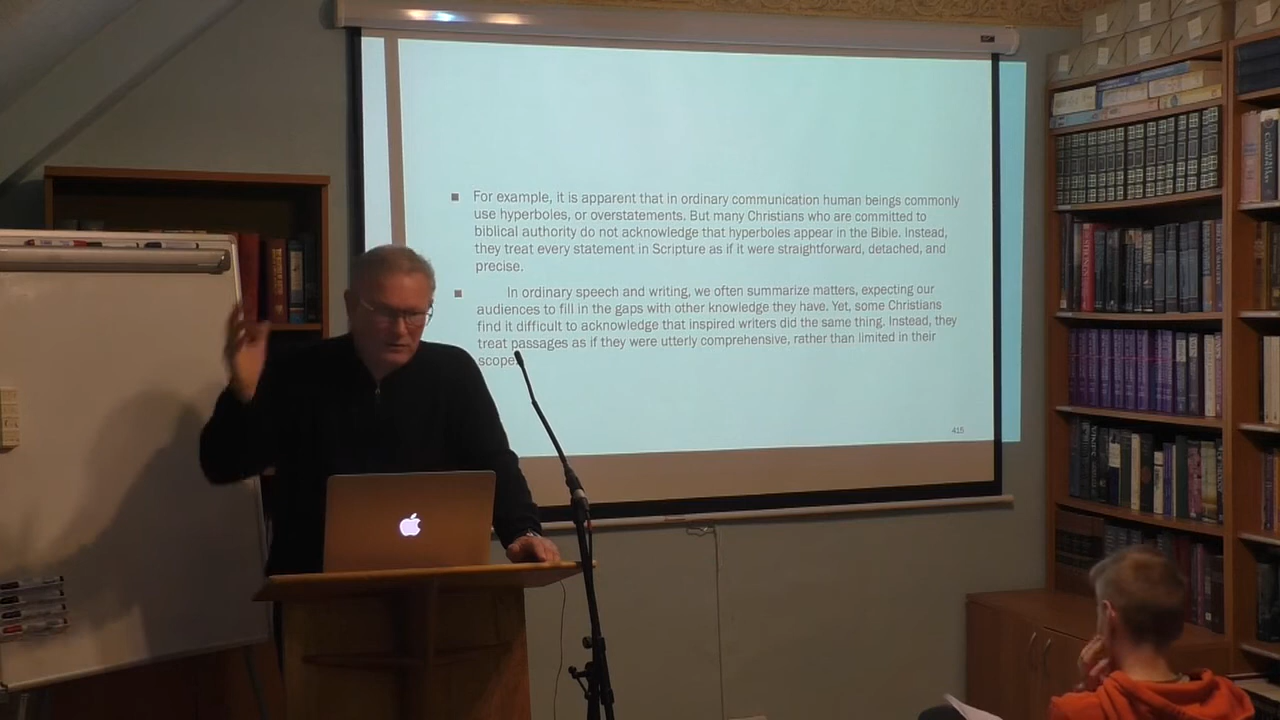 For example, it is apparent that in ordinary communication human beings commonly
use hyperboles, or overstatements. But many Christians who are committed to
biblical authority do not acknowledge that hyperboles appear in the Bible. Instead,
they treat every statement in Scripture as if it were straightforward, detached, and
precise.
In ordinary speech and writing, we often summarize matters, expecting our
audiences to fill in the gaps with other knowledge they have. Yet, some Christians
find it difficult to acknowledge that inspired writers did the same thing. Instead, they
treat passages as if they were utterly comprehensive, rather than limited in their
scope.
415